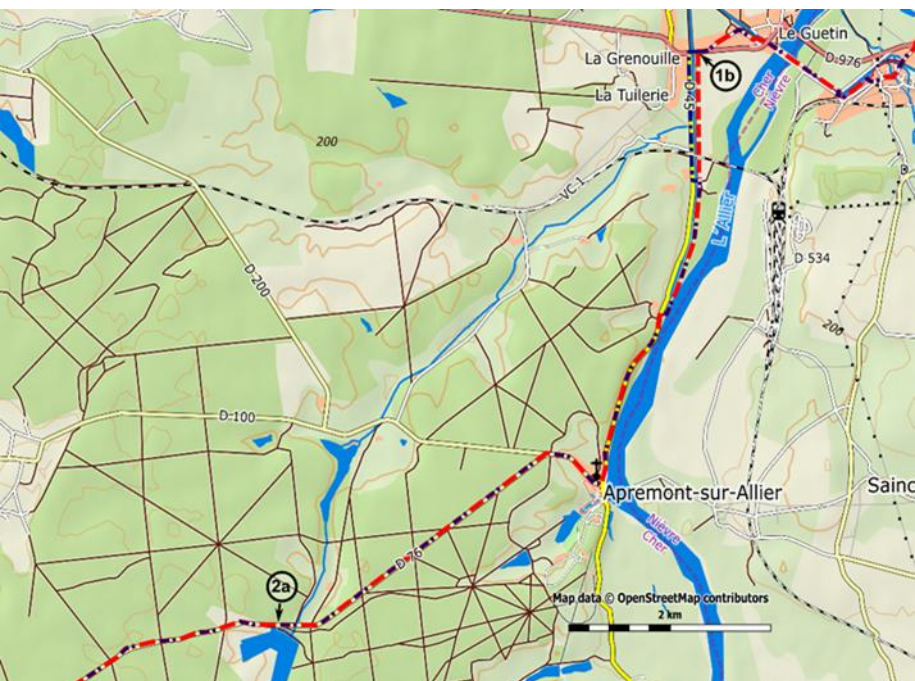 Le Guetin
La Grenouille
D 976
1b
La Tuilerie
D 45
Cher
Nièvre
200
VC 1
L'Allier
D 200
D 534
200
D 100
Apremont-sur-Allier
Sainc
Nièvre
Cher
D 76
2a
Map data © OpenStreetMap contributors
2 km